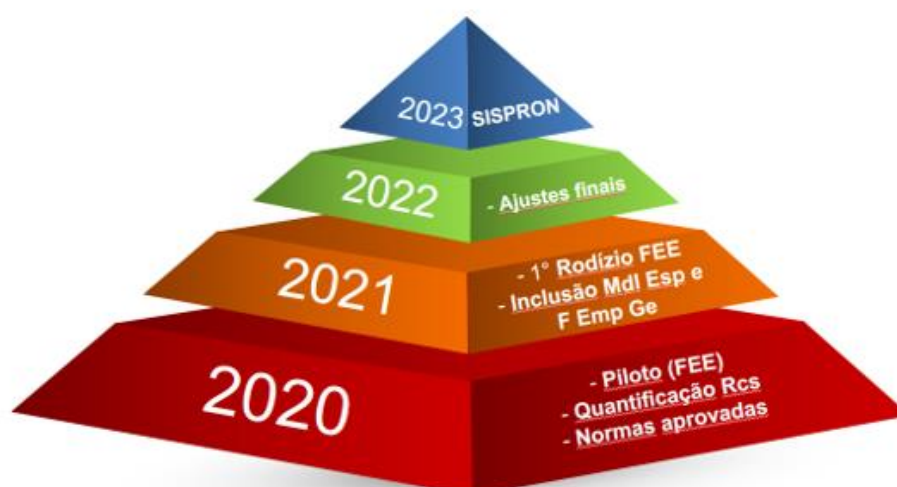 2023 SISPRON
2022
- Ajustes finais
2021
- 1° Rodízio FEE
- Inclusão Mdl Esp e
F Emp Ge
2020
- Piloto (FEE)
- Quantificação Rcs
- Normas aprovadas